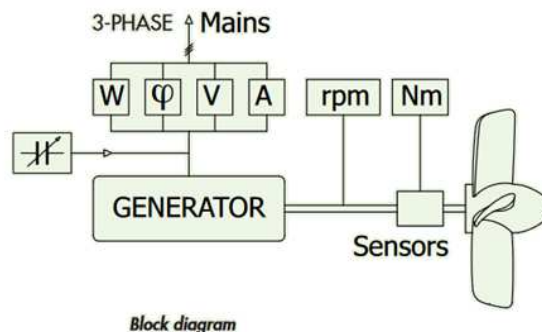 3-PHASE Mains
W φ V A rpm Nm
GENERATOR
Sensors
Block diagram